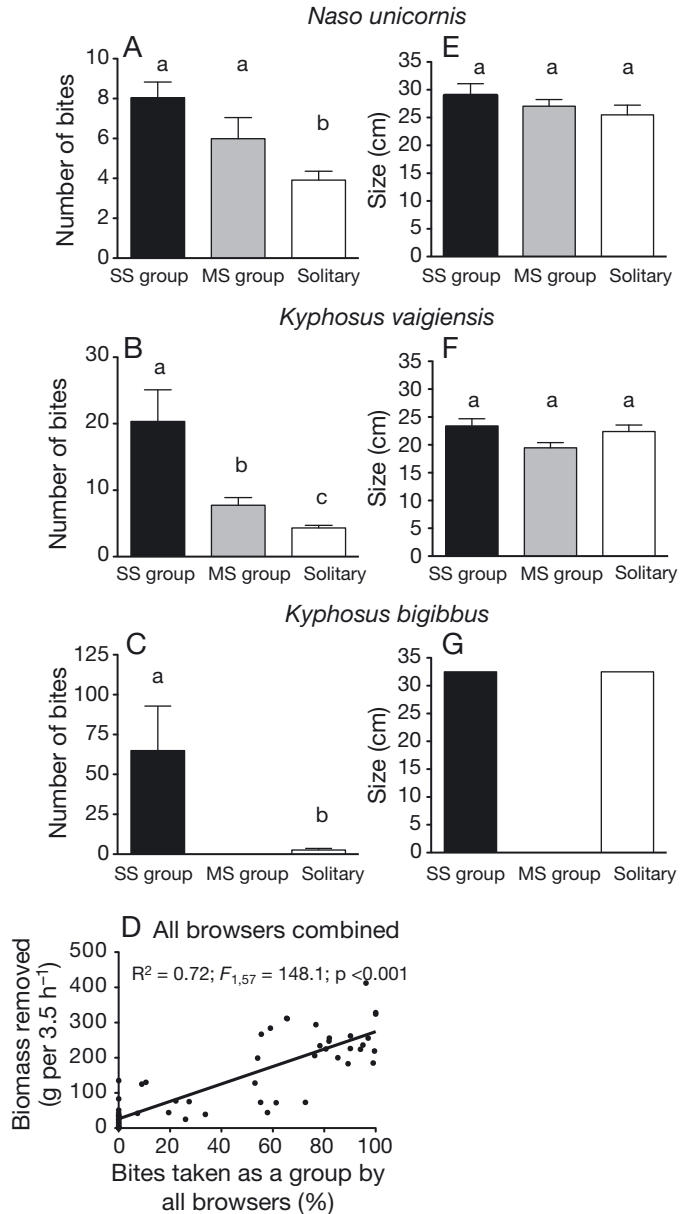 Naso unicornis
A
a
a
b
Number of bites
10
8
6
4
2
0
SS group MS group Solitary
E
a
a
a
Size (cm)
35
30
25
20
15
10
5
0
SS group MS group Solitary
Kyphosus vaigiensis
B
a
b
c
Number of bites
30
20
10
0
SS group MS group Solitary
F
a
a
a
Size (cm)
35
30
25
20
15
10
5
0
SS group MS group Solitary
Kyphosus bigibbus
C
a
b
Number of bites
125
100
75
50
25
0
SS group MS group Solitary
G
Size (cm)
35
30
25
20
15
10
5
0
SS group MS group Solitary
D All browsers combined
R² = 0.72; F1,57 = 148.1; p <0.001
Biomass removed
(g per 3.5 h⁻¹)
500
400
300
200
100
0
0 20 40 60 80 100
Bites taken as a group by
all browsers (%)